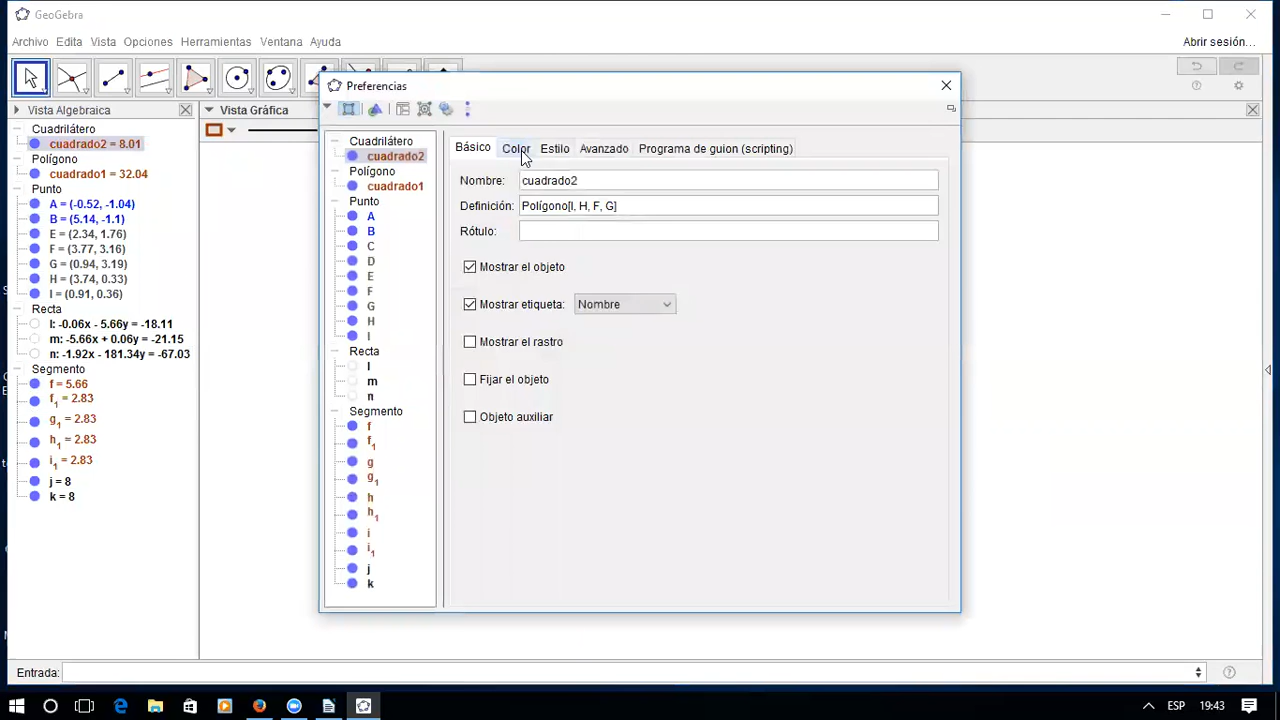 GeoGebra
Archivo Edita Vista Opciones Herramientas Ventana Ayuda
Abrir sesión...
Vista Algebraica
Cuadrilátero
cuadrado2 = 8.01
Polígono
cuadrado1 = 32.04
Punto
A = (-0.52, -1.04)
B = (5.14, -1.1)
E = (2.34, 1.76)
F = (3.77, 3.16)
G = (0.94, 3.19)
H = (3.74, 0.33)
I = (0.91, 0.36)
Recta
l: -0.06x - 5.66y = -18.11
m: -5.66x + 0.06y = -21.15
n: -1.92x - 181.34y = -67.03
Segmento
f = 5.66
f1 = 2.83
g1 = 2.83
h1 = 2.83
i1 = 2.83
j = 8
k = 8
Vista Gráfica
Preferencias
Cuadrilátero
cuadrado2
Polígono
cuadrado1
Punto
A
B
C
D
E
F
G
H
I
Recta
l
m
n
Segmento
f
f1
g
g1
h
h1
i
i1
j
k
Básico Color Estilo Avanzado Programa de guion (scripting)
Nombre: cuadrado2
Definición: Polígono[I, H, F, G]
Rótulo:
Mostrar el objeto
Mostrar etiqueta: Nombre
Mostrar el rastro
Fijar el objeto
Objeto auxiliar
Entrada:
ESP 19:43